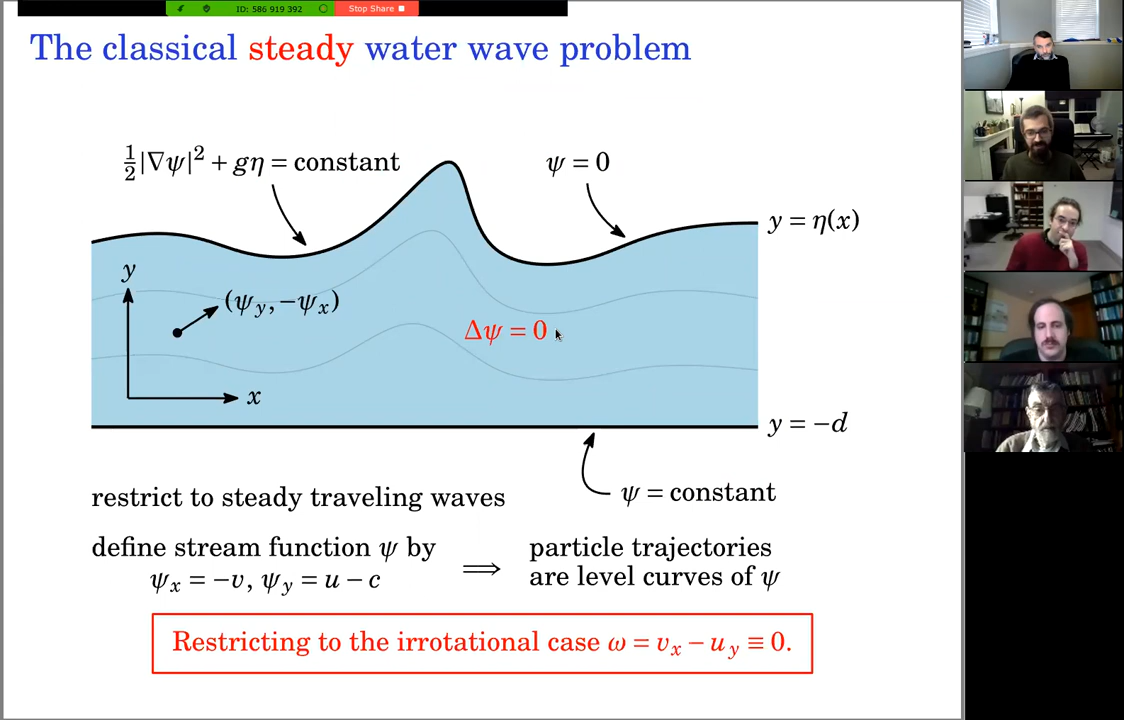 ID: 586 919 392 Stop Share
The classical steady water wave problem
½|∇ψ|² + gη = constant
ψ = 0
y = η(x)
y
(ψ_y, −ψ_x)
Δψ = 0
x
y = −d
ψ = constant
restrict to steady traveling waves
define stream function ψ by
ψ_x = −v, ψ_y = u − c
⟹
particle trajectories
are level curves of ψ
Restricting to the irrotational case ω = v_x − u_y ≡ 0.